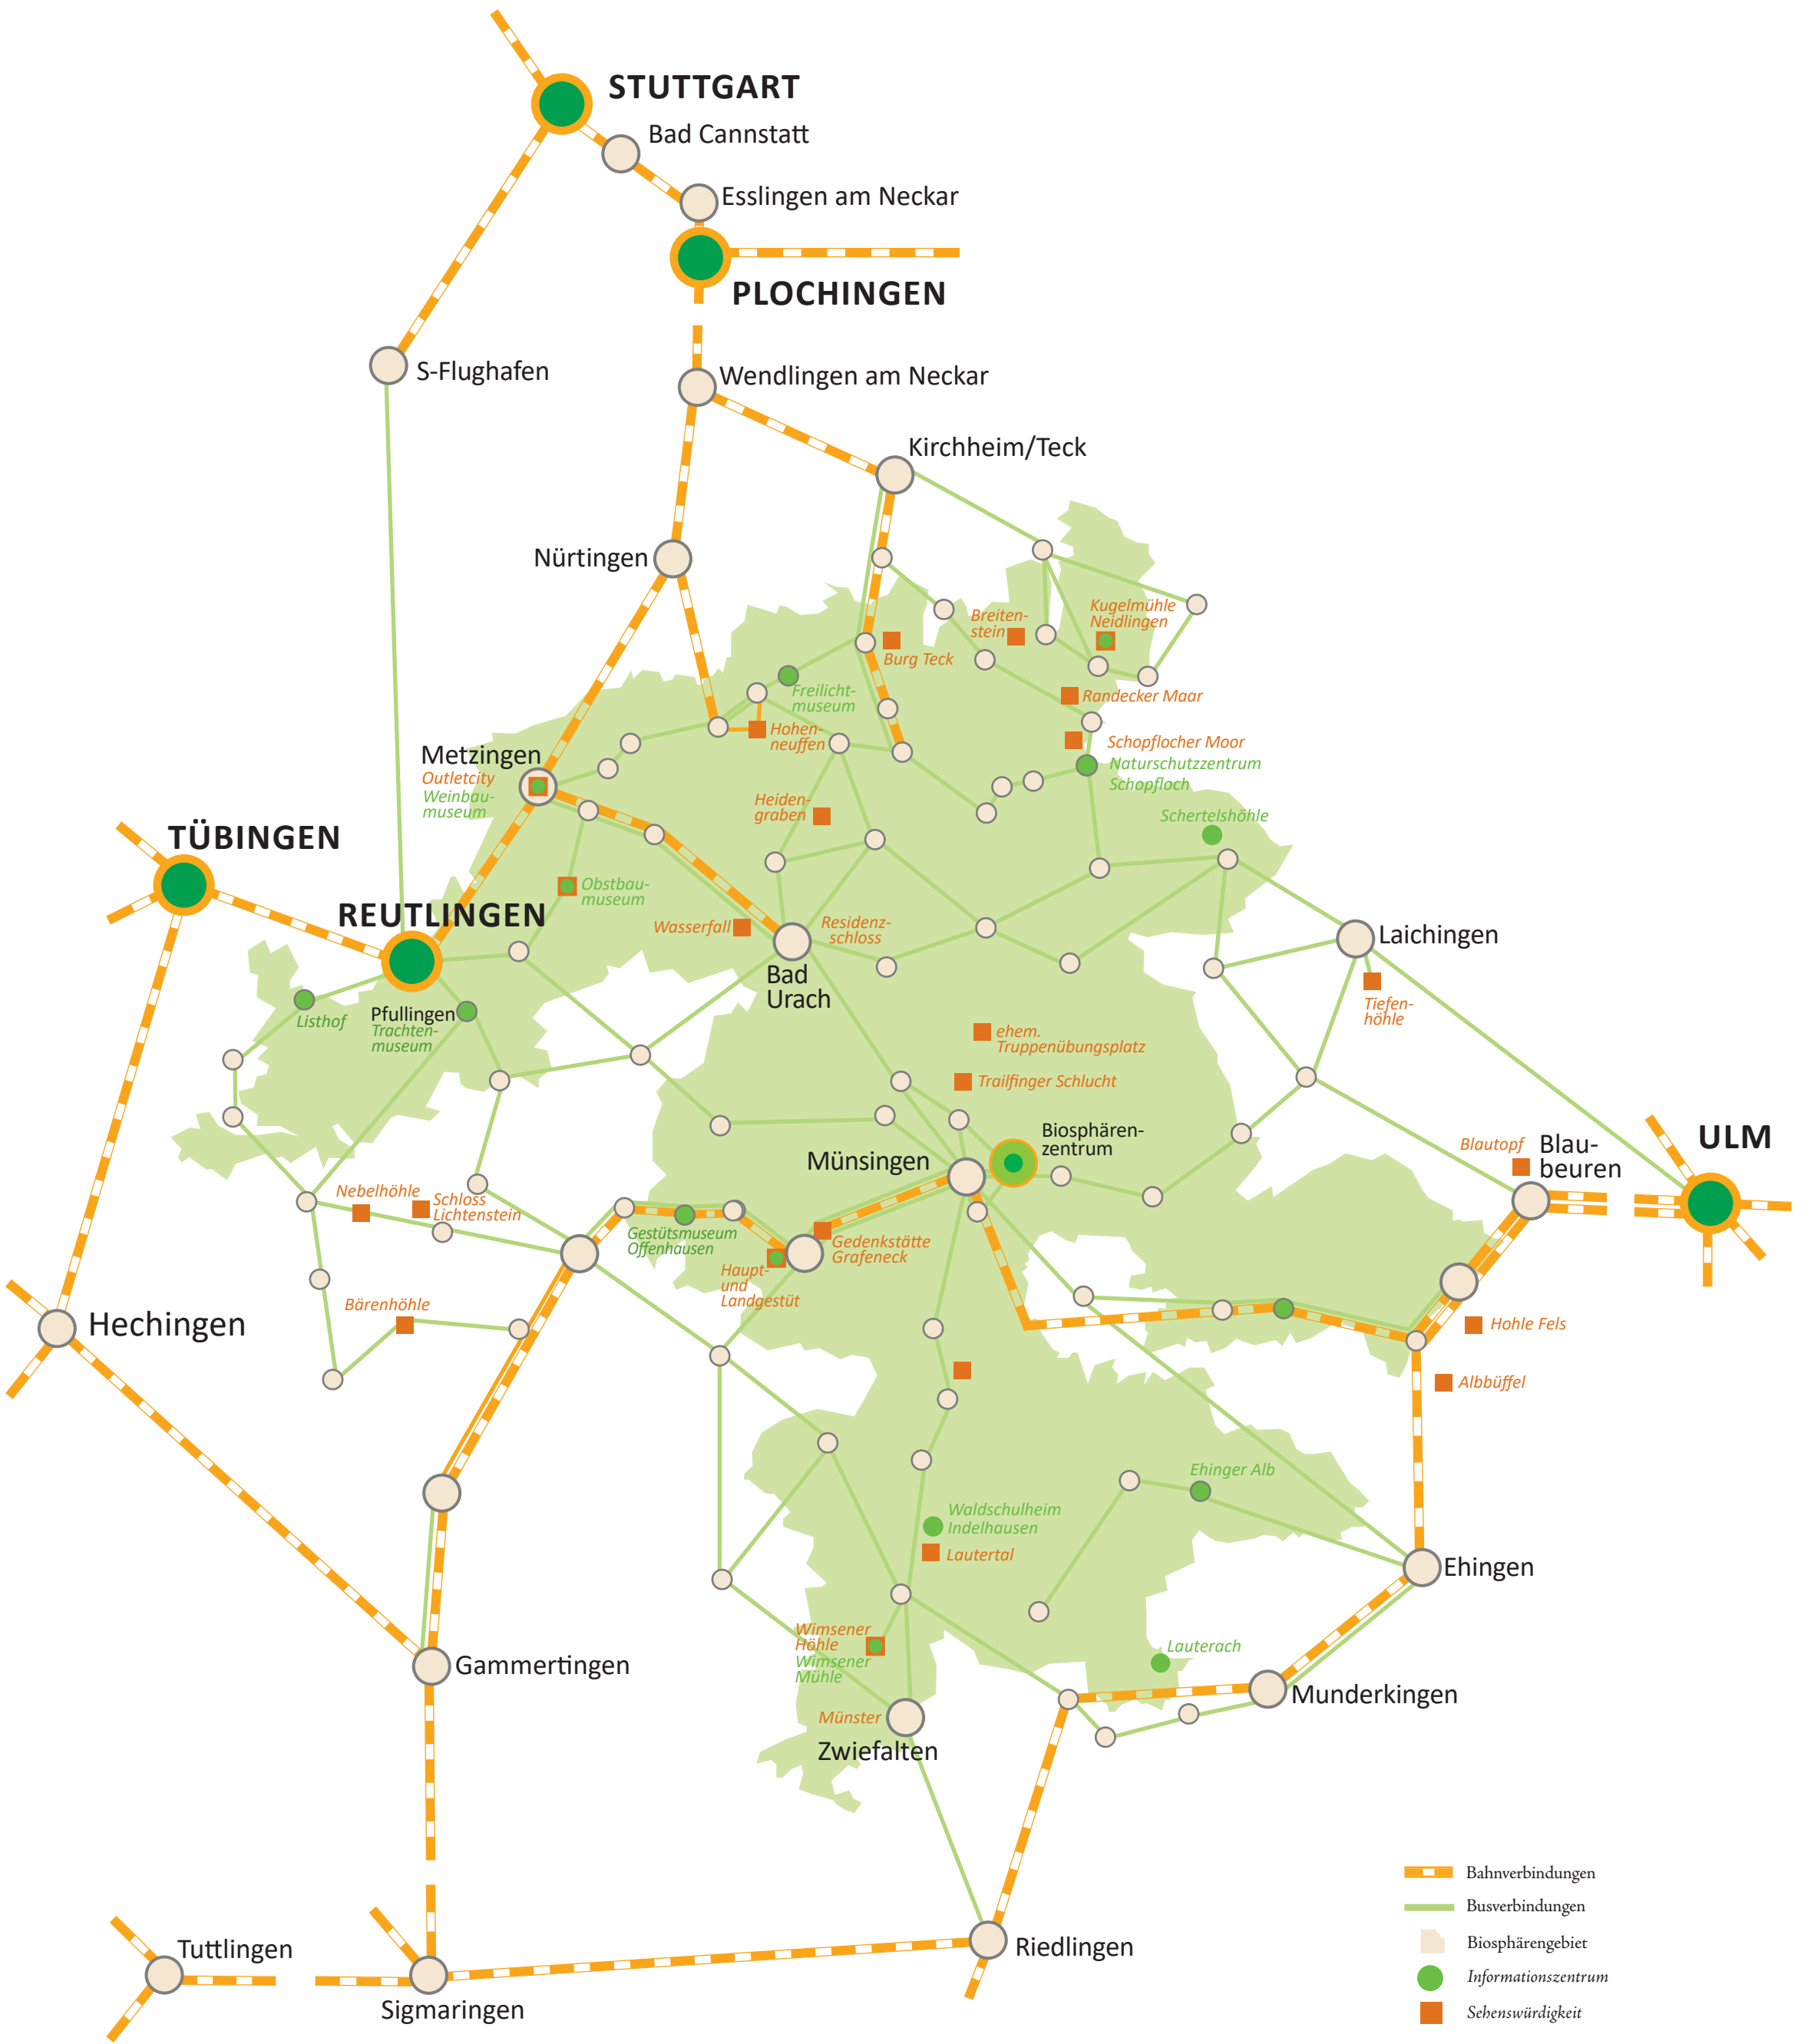 STUTTGART
Bad Cannstatt
Esslingen am Neckar
PLOCHINGEN
S-Flughafen
Wendlingen am Neckar
Kirchheim/Teck
Nürtingen
Breiten-
stein
Kugelmühle
Neidlingen
Burg Teck
Freilicht-
museum
Randecker Maar
Hohen-
neuffen
Schopflocher Moor
Naturschutzzentrum
Schopfloch
Metzingen
Outletcity
Weinbau-
museum
Heiden-
graben
Schertelshöhle
TÜBINGEN
Obstbau-
museum
REUTLINGEN
Wasserfall
Residenz-
schloss
Bad
Urach
Laichingen
Tiefen-
höhle
Listhof
Pfullingen
Trachten-
museum
ehem.
Truppenübungsplatz
Trailfinger Schlucht
Biosphären-
zentrum
Münsingen
Blautopf
Blau-
beuren
ULM
Nebelhöhle
Schloss
Lichtenstein
Gestütsmuseum
Offenhausen
Gedenkstätte
Grafeneck
Haupt-
und
Landgestüt
Bärenhöhle
Hechingen
Hohle Fels
Albbüffel
Ehinger Alb
Waldschulheim
Indelhausen
Lautertal
Ehingen
Wimsener
Höhle
Wimsener
Mühle
Lauterach
Gammertingen
Munderkingen
Münster
Zwiefalten
Tuttlingen
Riedlingen
Sigmaringen
Bahnverbindungen
Busverbindungen
Biosphärengebiet
Informationszentrum
Sehenswürdigkeit